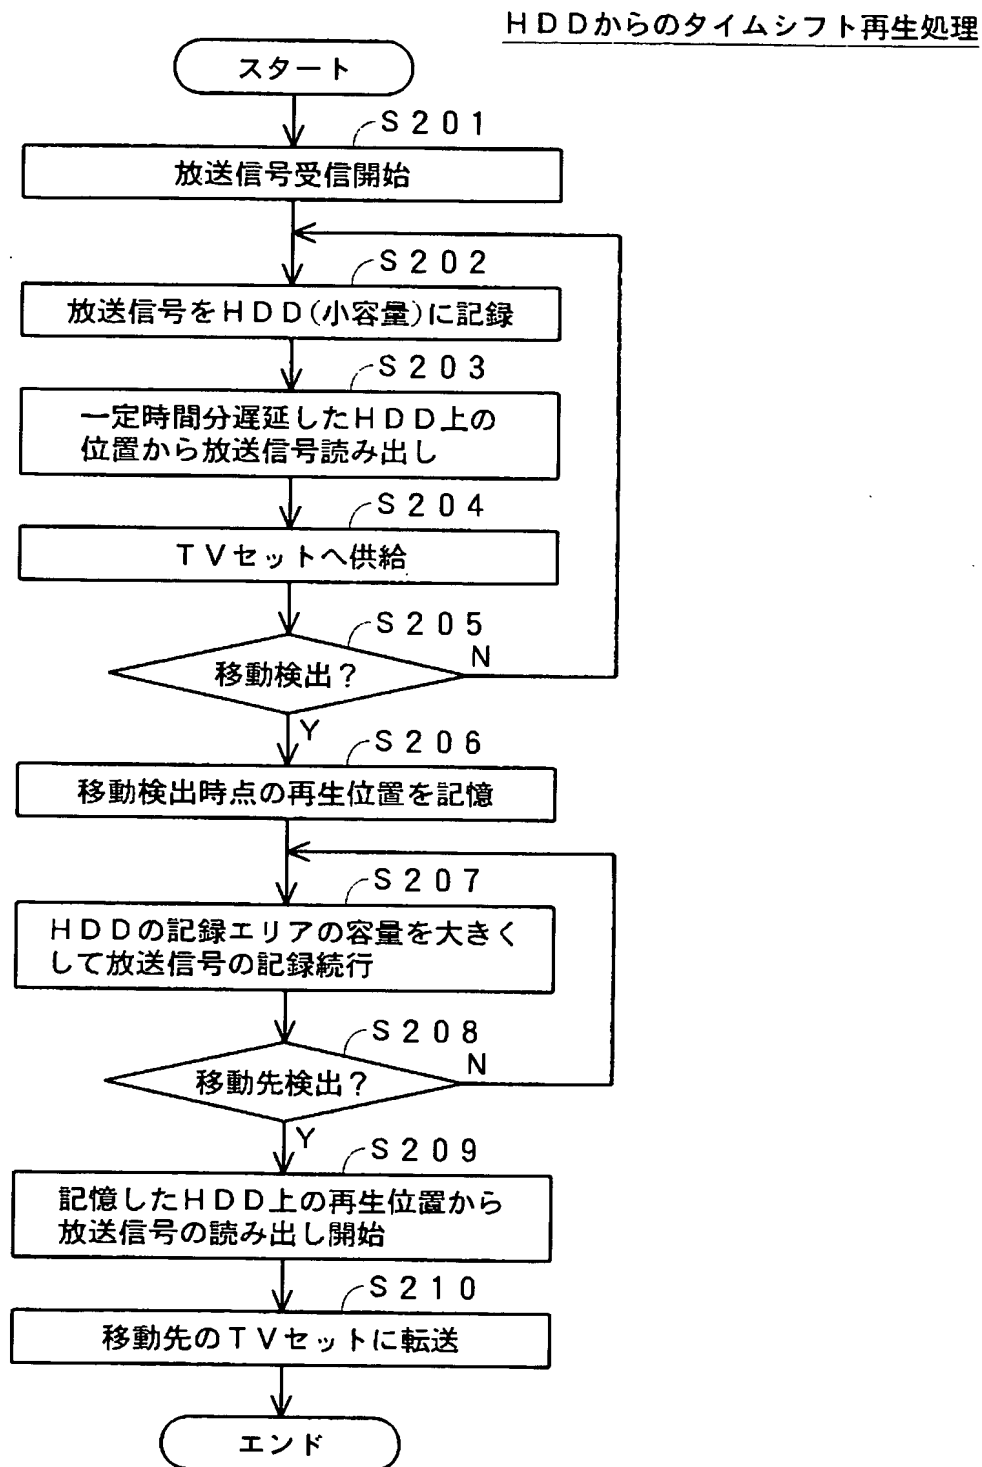 HDDからのタイムシフト再生処理
スタート
S201
放送信号受信開始
S202
放送信号をHDD(小容量)に記録
S203
一定時間分遅延したHDD上の
位置から放送信号読み出し
S204
TVセットへ供給
S205
移動検出?
N
Y
S206
移動検出時点の再生位置を記憶
S207
HDDの記録エリアの容量を大きく
して放送信号の記録続行
S208
移動先検出?
N
Y
S209
記憶したHDD上の再生位置から
放送信号の読み出し開始
S210
移動先のTVセットに転送
エンド